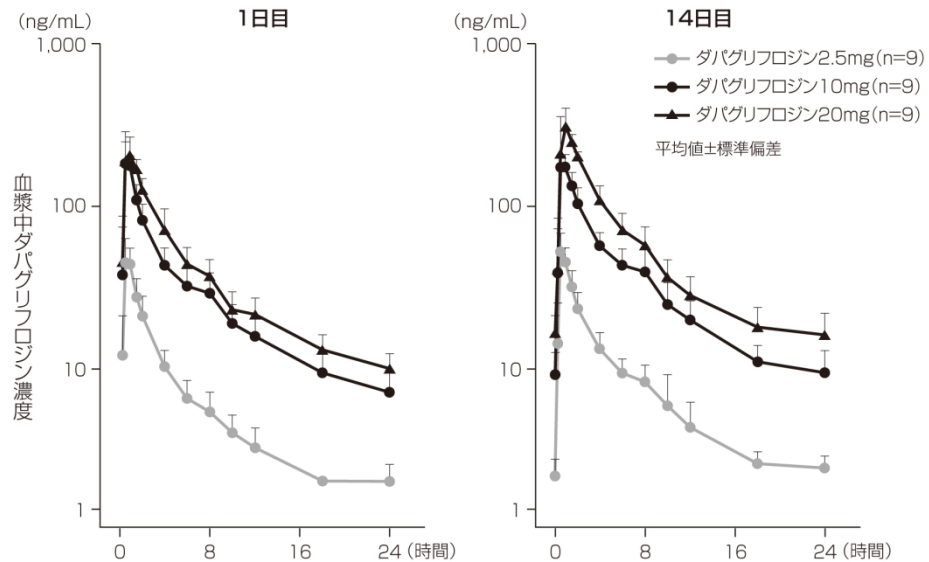 1日目
(ng/mL)
1,000
100
10
1
血漿中ダパグリフロジン濃度
0 8 16 24 (時間)
14日目
(ng/mL)
1,000
100
10
1
0 8 16 24 (時間)
ダパグリフロジン2.5mg(n=9)
ダパグリフロジン10mg(n=9)
ダパグリフロジン20mg(n=9)
平均値±標準偏差